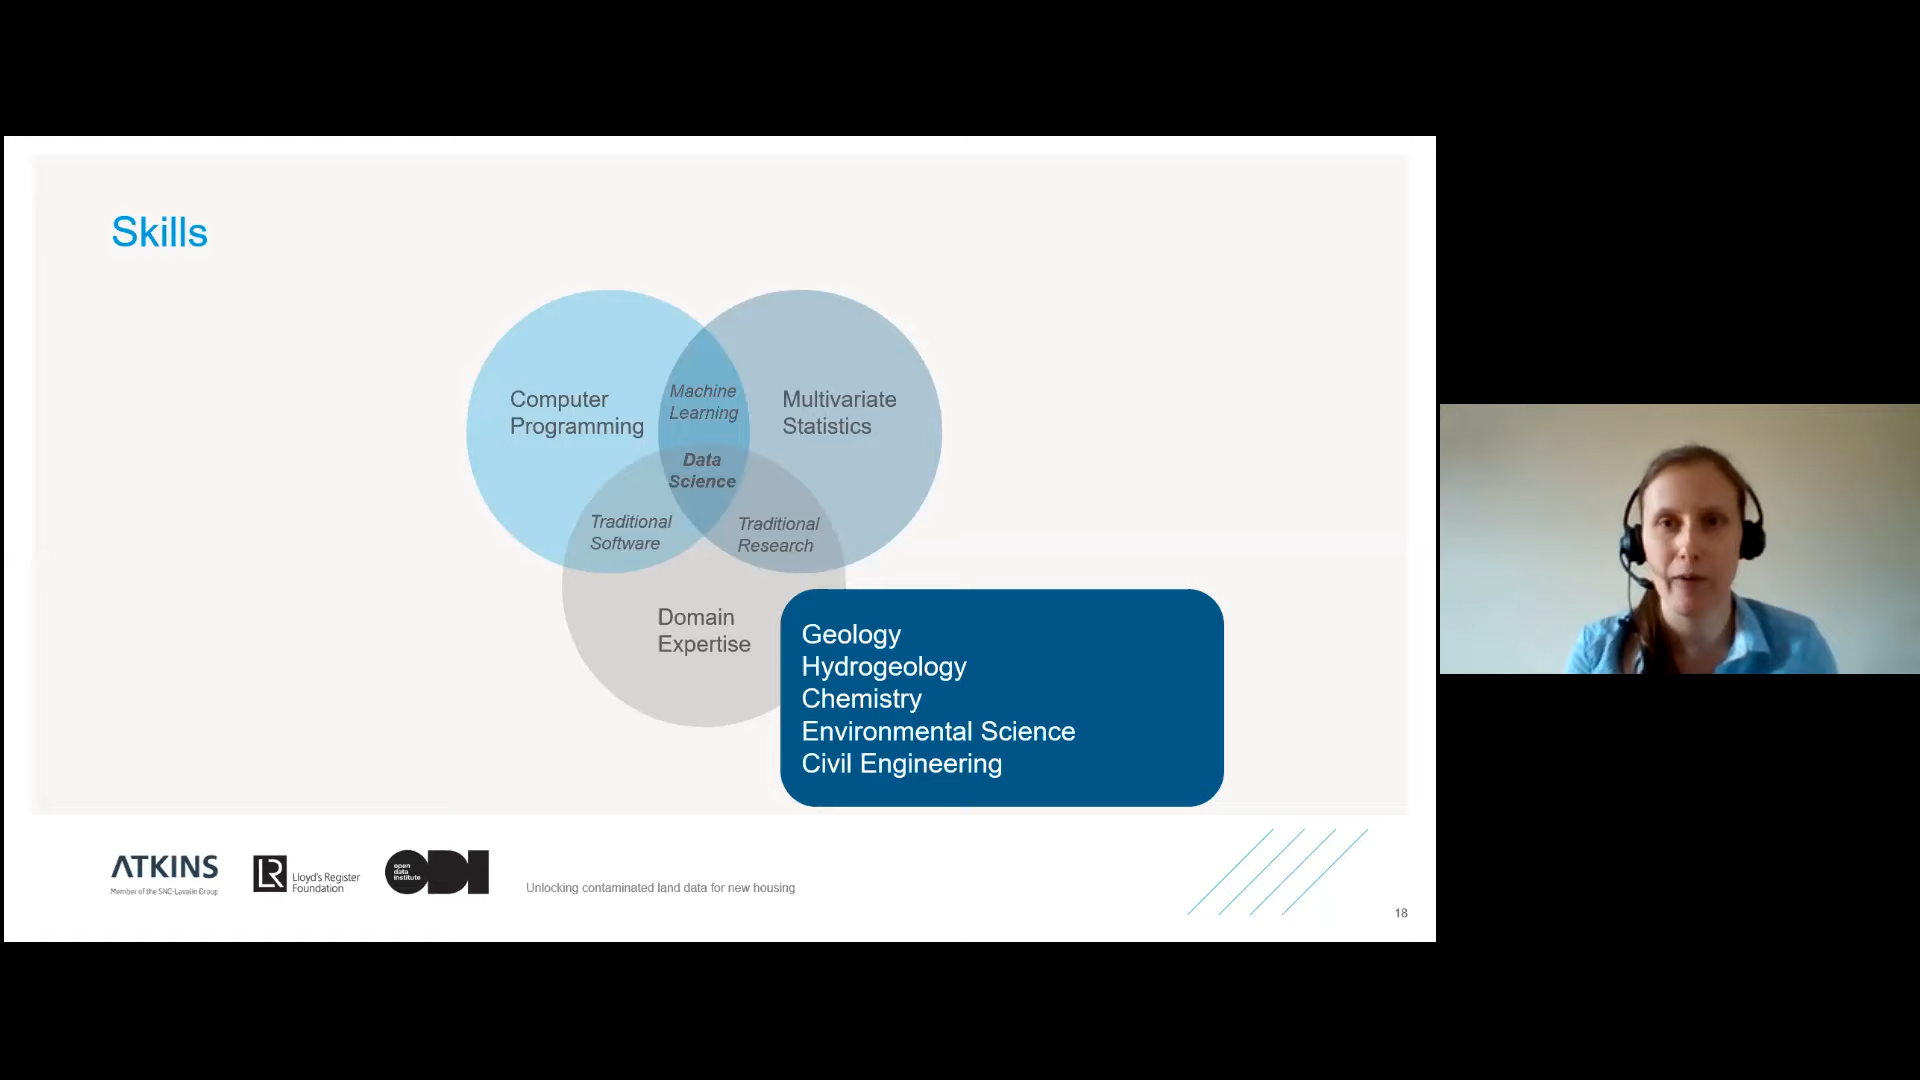 Skills
Computer
Programming
Machine
Learning
Multivariate
Statistics
Data
Science
Traditional
Software
Traditional
Research
Domain
Expertise
Geology
Hydrogeology
Chemistry
Environmental Science
Civil Engineering
ATKINS
Member of the SNC-Lavalin Group
LR
Lloyd's Register
Foundation
open
data
institute
ODI
Unlocking contaminated land data for new housing
18